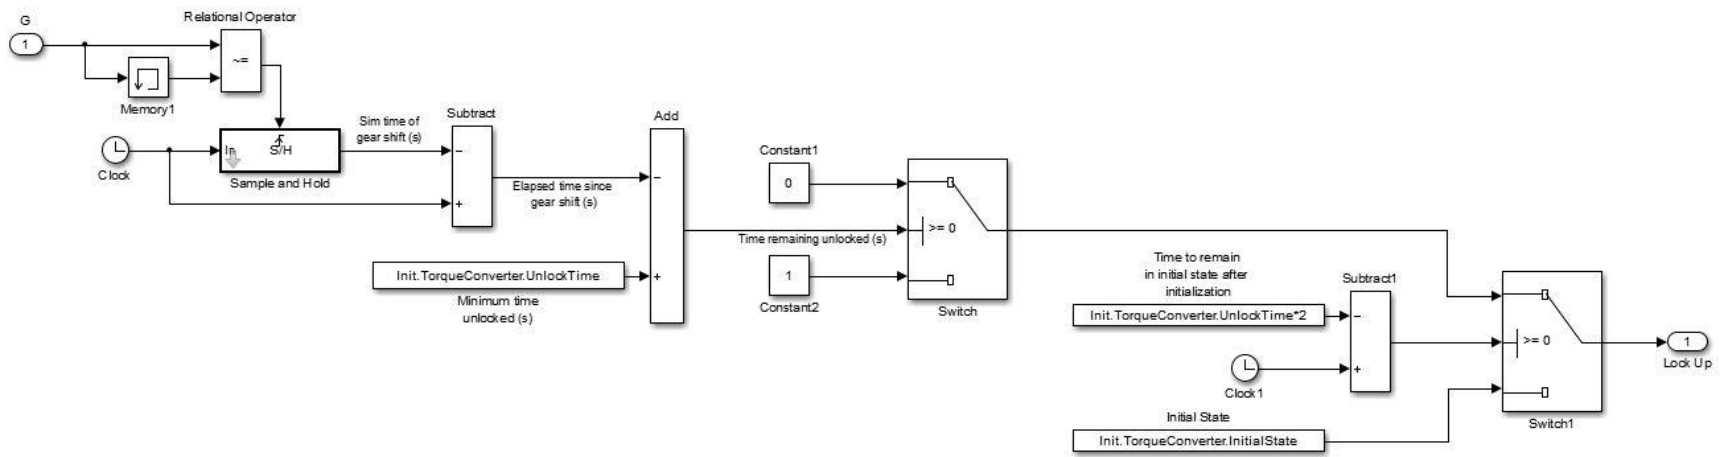 G
1
Relational Operator
~=
Memory1
Clock
In
S/H
Sample and Hold
Sim time of
gear shift (s)
Subtract
−
+
Elapsed time since
gear shift (s)
Init.TorqueConverter.UnlockTime
Minimum time
unlocked (s)
Add
−
+
Time remaining unlocked (s)
Constant1
0
1
Constant2
>= 0
Switch
Time to remain
in initial state after
initialization
Init.TorqueConverter.UnlockTime*2
Clock1
Subtract1
−
+
Initial State
Init.TorqueConverter.InitialState
>= 0
Switch1
1
Lock Up